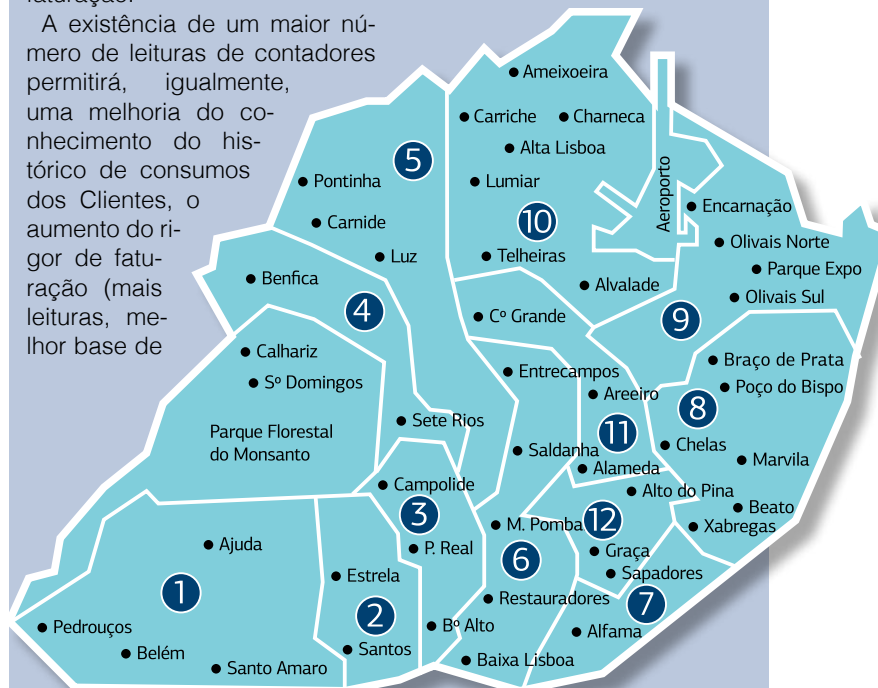 A existência de um maior nú-
mero de leituras de contadores
permitirá, igualmente,
uma melhoria do co-
nhecimento do his-
tórico de consumos
dos Clientes, o
aumento do ri-
gor de fatu-
ração (mais
leituras, me-
lhor base de
Ameixoeira
Carriche
Charneca
Alta Lisboa
5
Pontinha
Lumiar
Aeroporto
Carnide
10
Encarnação
Luz
Telheiras
Olivais Norte
Benfica
Alvalade
Parque Expo
Olivais Sul
4
Cº Grande
9
Calhariz
Entrecampos
Braço de Prata
Sº Domingos
Areeiro
Poço do Bispo
8
Parque Florestal
do Monsanto
Sete Rios
11
Saldanha
Chelas
Alameda
Marvila
Campolide
Alto do Pina
3
12
Beato
M. Pomba
Xabregas
Ajuda
P. Real
Graça
6
Estrela
Sapadores
1
2
Restauradores
7
Pedrouços
Bº Alto
Alfama
Belém
Santos
Santo Amaro
Baixa Lisboa